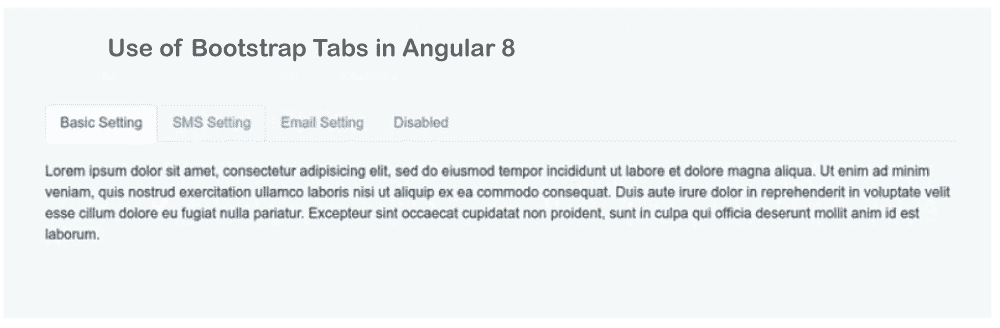 Use of Bootstrap Tabs in Angular 8
Basic Setting SMS Setting Email Setting Disabled
Lorem ipsum dolor sit amet, consectetur adipisicing elit, sed do eiusmod tempor incididunt ut labore et dolore magna aliqua. Ut enim ad minim
veniam, quis nostrud exercitation ullamco laboris nisi ut aliquip ex ea commodo consequat. Duis aute irure dolor in reprehenderit in voluptate velit
esse cillum dolore eu fugiat nulla pariatur. Excepteur sint occaecat cupidatat non proident, sunt in culpa qui officia deserunt mollit anim id est
laborum.